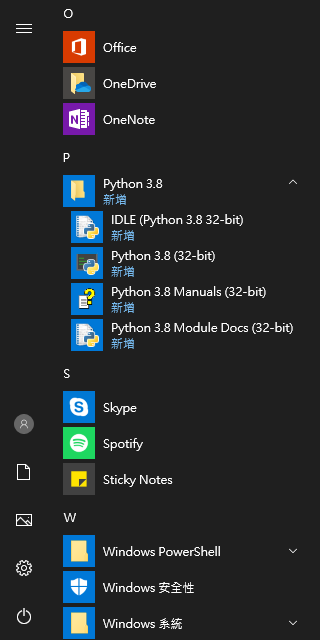 O
Office
OneDrive
OneNote
P
Python 3.8
新增
IDLE (Python 3.8 32-bit)
新增
Python 3.8 (32-bit)
新增
Python 3.8 Manuals (32-bit)
新增
Python 3.8 Module Docs (32-bit)
新增
S
Skype
Spotify
Sticky Notes
W
Windows PowerShell
Windows 安全性
Windows 系統